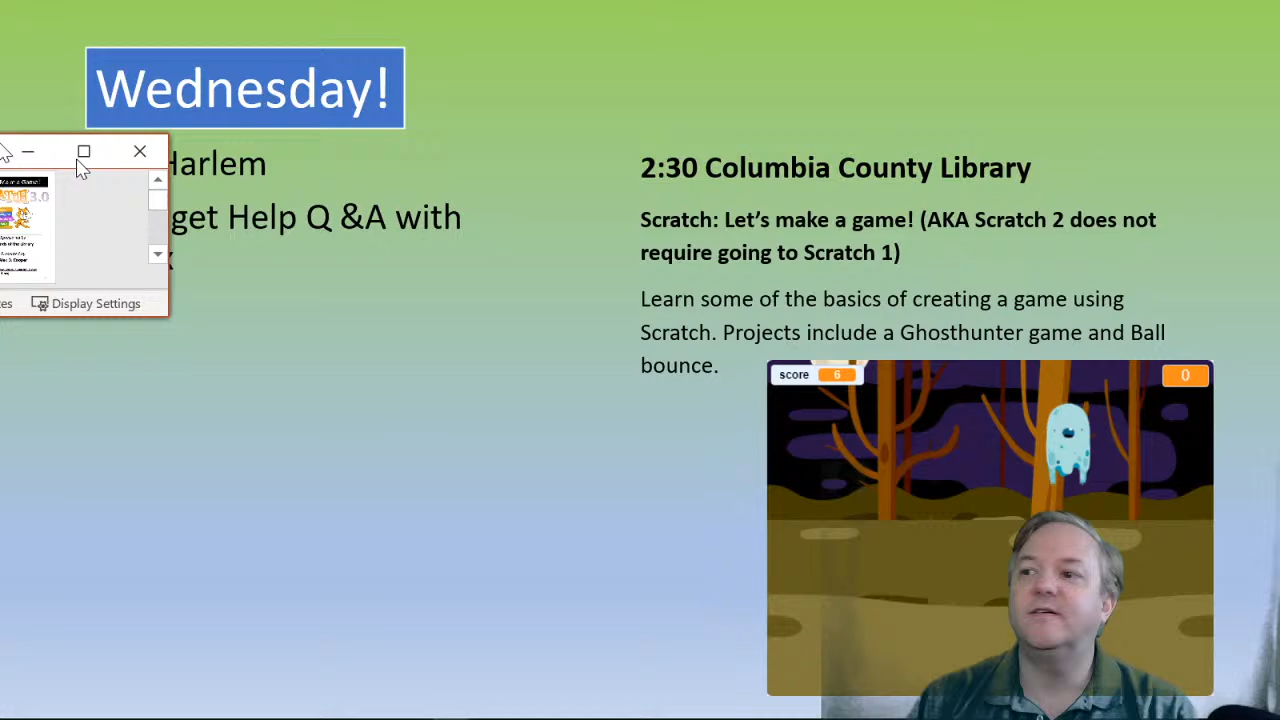 Wednesday!
Harlem
get Help Q &A with
2:30 Columbia County Library
Scratch: Let's make a game! (AKA Scratch 2 does not
require going to Scratch 1)
Learn some of the basics of creating a game using
Scratch. Projects include a Ghosthunter game and Ball
bounce.
score 6
0
3.0
Display Settings